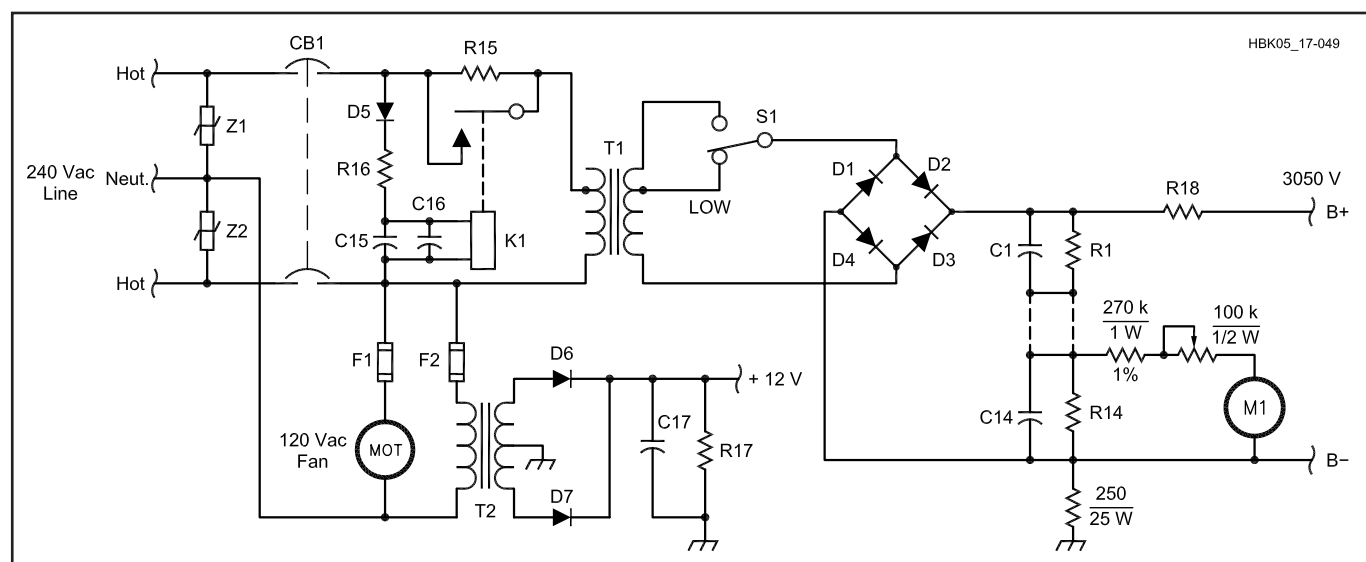 HBK05_17-049
CB1
R15
Hot
Z1
D5
R16
240 Vac
Line
Neut.
Z2
C16
C15
K1
Hot
T1
S1
LOW
D1
D2
D4
D3
R18
3050 V
B+
C1
R1
270 k
1 W
1%
100 k
1/2 W
C14
R14
M1
B−
250
25 W
F1
F2
D6
+ 12 V
120 Vac
Fan
MOT
C17
R17
T2
D7